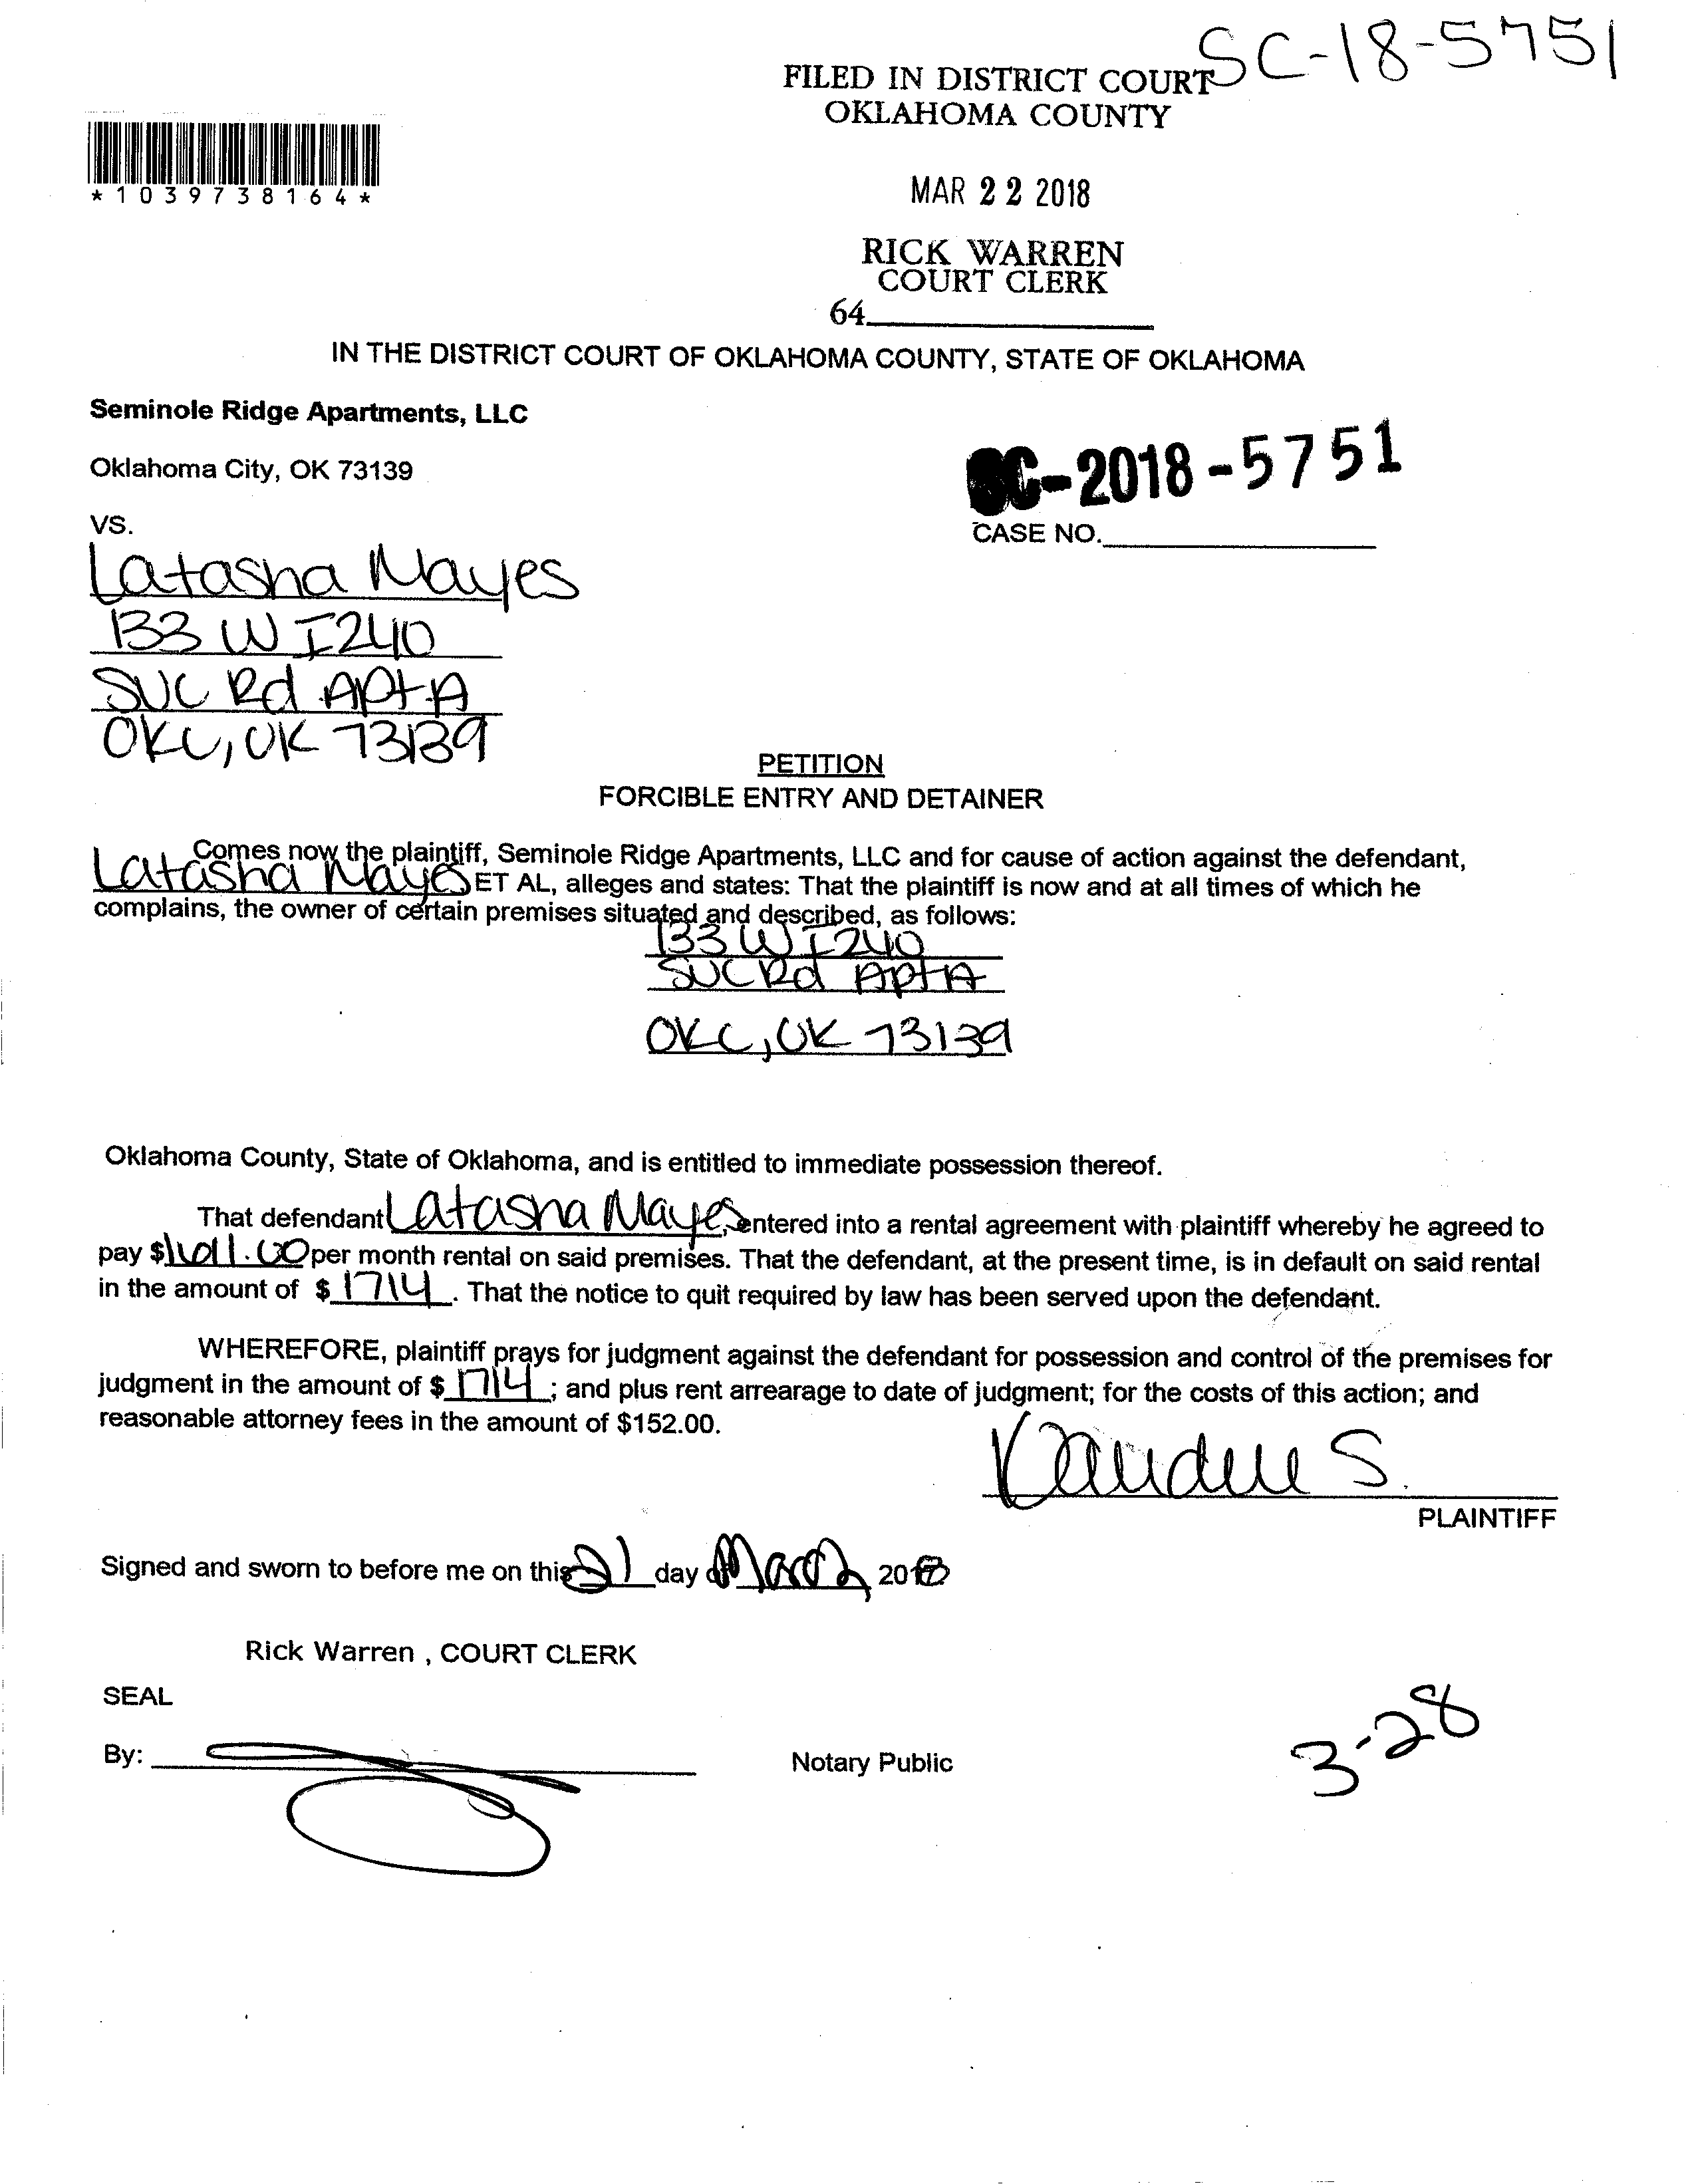 SC-18-5751
FILED IN DISTRICT COURT
OKLAHOMA COUNTY
*1039738164*
MAR 22 2018
RICK WARREN
COURT CLERK
64
IN THE DISTRICT COURT OF OKLAHOMA COUNTY, STATE OF OKLAHOMA
Seminole Ridge Apartments, LLC
Oklahoma City, OK 73139
SC-2018-5751
VS.
CASE NO.
Latasha Mayes
133 W I240
SVC Rd Apt A
OKC, OK 73139
PETITION
FORCIBLE ENTRY AND DETAINER
Comes now the plaintiff, Seminole Ridge Apartments, LLC and for cause of action against the defendant,
Latasha Mayes ET AL, alleges and states: That the plaintiff is now and at all times of which he
complains, the owner of certain premises situated and described, as follows:
133 W I240
SVC Rd Apt A
OKC, OK 73139
Oklahoma County, State of Oklahoma, and is entitled to immediate possession thereof.
That defendant Latasha Mayes, entered into a rental agreement with plaintiff whereby he agreed to
pay $ per month rental on said premises. That the defendant, at the present time, is in default on said rental
in the amount of $ 1714. That the notice to quit required by law has been served upon the defendant.
WHEREFORE, plaintiff prays for judgment against the defendant for possession and control of the premises for
judgment in the amount of $ 1714; and plus rent arrearage to date of judgment; for the costs of this action; and
reasonable attorney fees in the amount of $152.00.
S.
PLAINTIFF
Signed and sworn to before me on this 21 day of March, 2018
Rick Warren , COURT CLERK
SEAL
By:
Notary Public
3-28